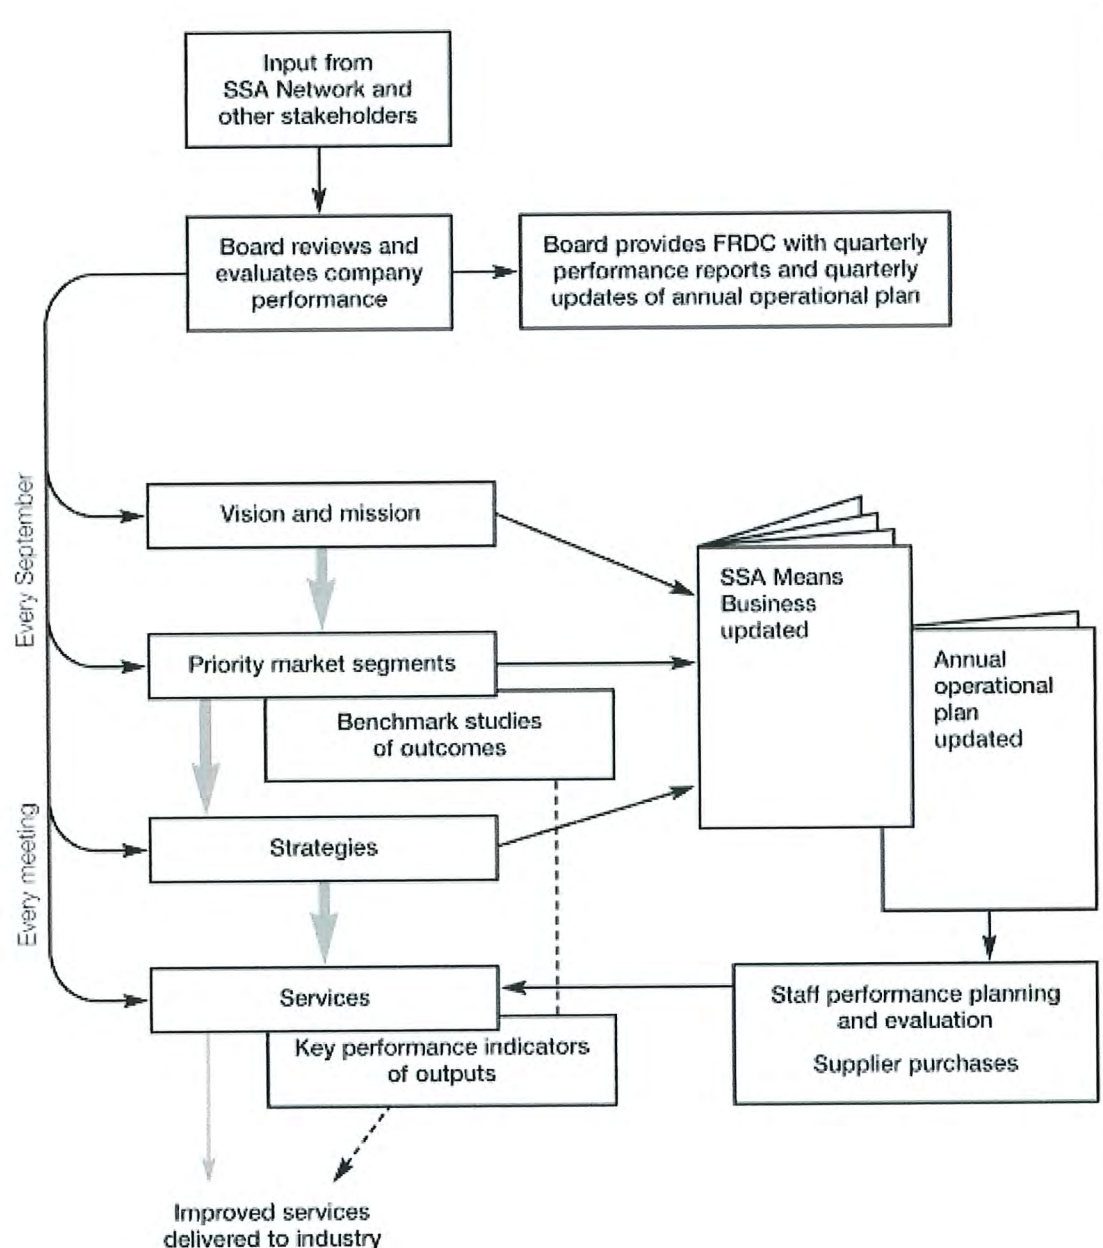 Input from
SSA Network and
other stakeholders
Board reviews and
evaluates company
performance
Board provides FRDC with quarterly
performance reports and quarterly
updates of annual operational plan
Every September
Vision and mission
SSA Means
Business
updated
Priority market segments
Annual
operational
plan
updated
Benchmark studies
of outcomes
Every meeting
Strategies
Services
Staff performance planning
and evaluation
Supplier purchases
Key performance indicators
of outputs
Improved services
delivered to industry